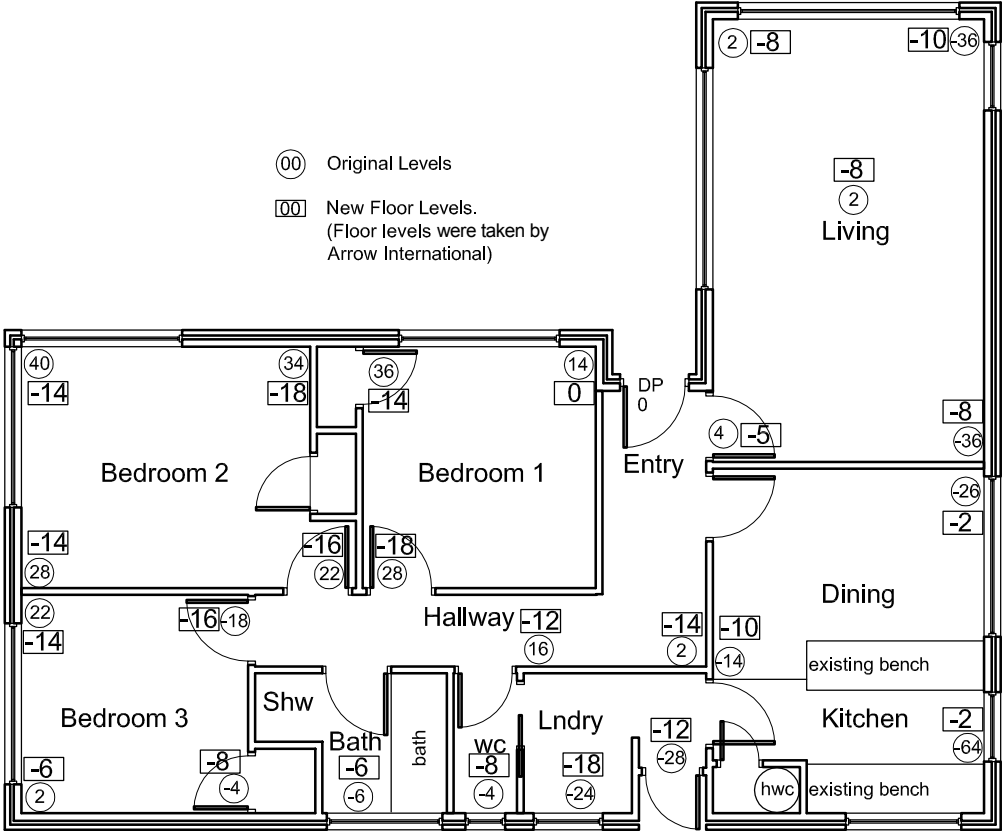 2 -8 -10 -36
00 Original Levels
-8
2
00 New Floor Levels.
(Floor levels were taken by
Arrow International)
Living
40 34 36 14
-14 -18 -14 0
DP
0
-8
4 -5 -36
Bedroom 2 Bedroom 1 Entry
-26
-2
-14 -16 -18
28 22 28
Dining
22 -16 -18 Hallway -12 -14 -10
-14 16 2 -14
existing bench
Shw
Bedroom 3 Lndry Kitchen
-12 -2
Bath bath wc -28 -64
-6 -8 -6 -8 -18
2 -4 -6 -4 -24
hwc existing bench